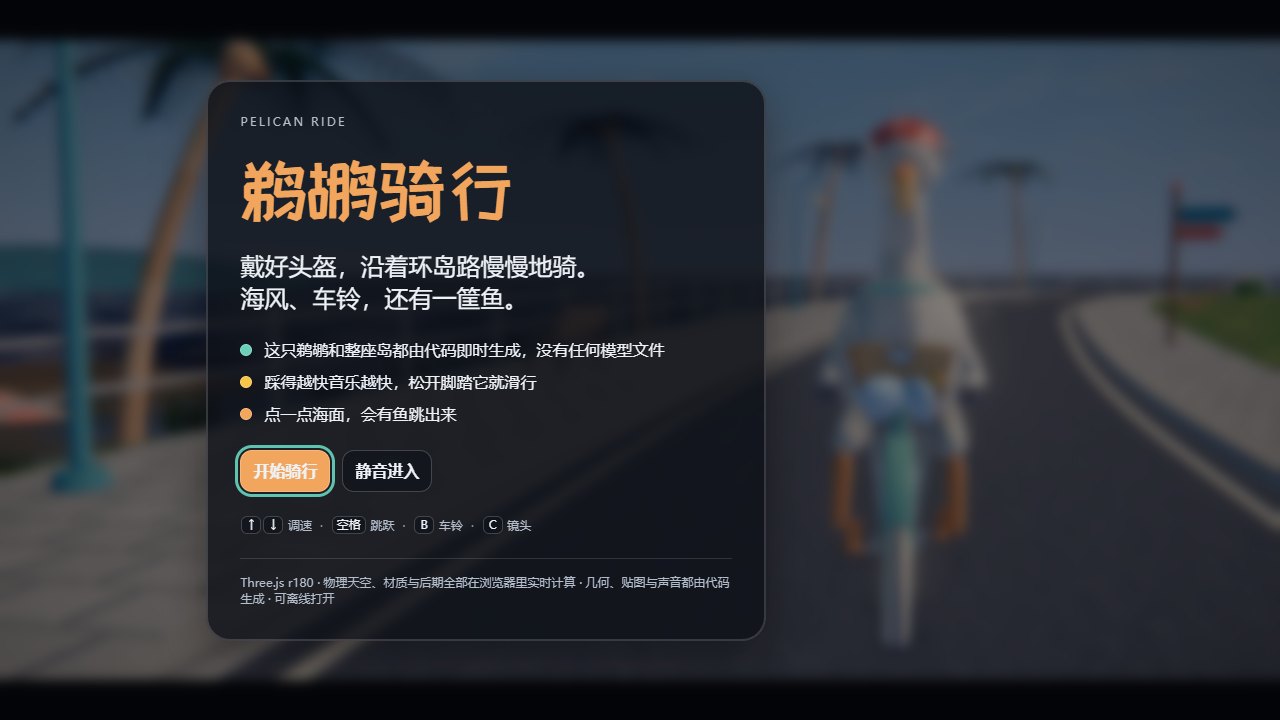 PELICAN RIDE
鹈鹕骑行
戴好头盔，沿着环岛路慢慢地骑。
海风、车铃，还有一筐鱼。
这只鹈鹕和整座岛都由代码即时生成，没有任何模型文件
踩得越快音乐越快，松开脚踏它就滑行
点一点海面，会有鱼跳出来
开始骑行 静音进入
↑ ↓ 调速 · 空格 跳跃 · B 车铃 · C 镜头
Three.js r180 · 物理天空、材质与后期全部在浏览器里实时计算 · 几何、贴图与声音都由代码
生成 · 可离线打开